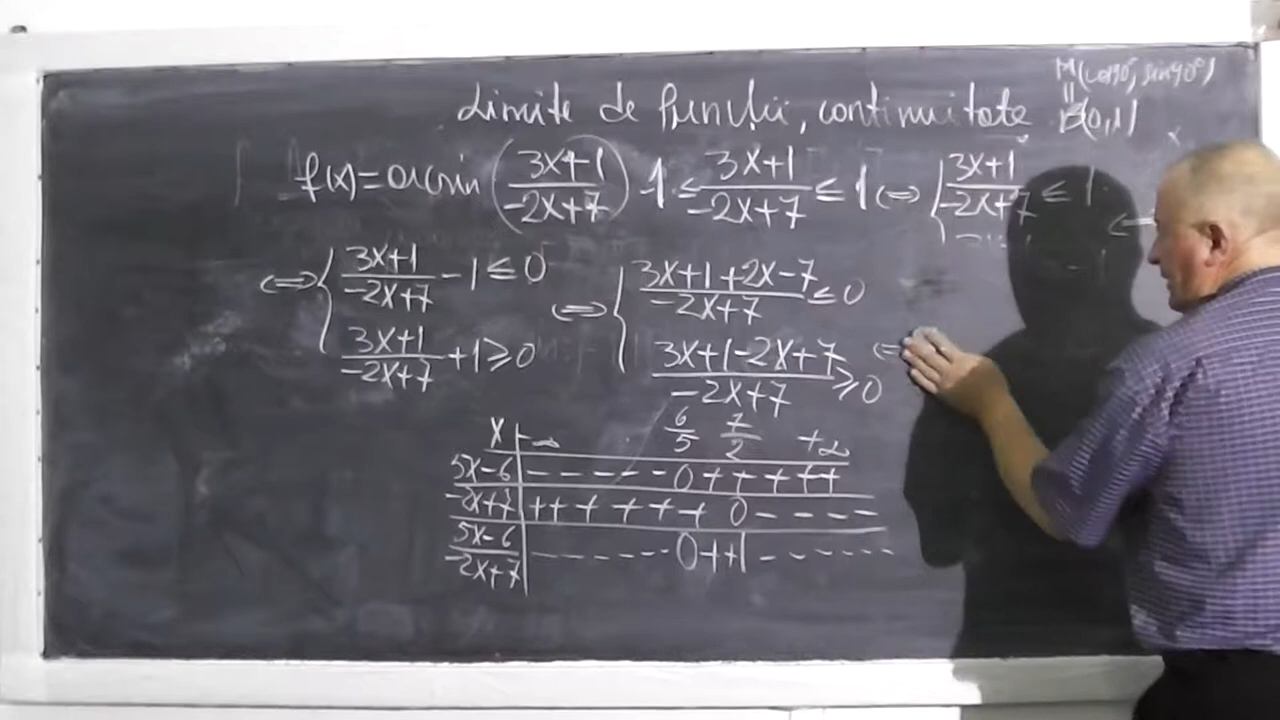 M(cos90°, sin90°)
Limite de funcții, continuitate B(0,1)
f(x)=arcsin(3x+1/-2x+7) -1≤3x+1/-2x+7≤1⇔{3x+1/-2x+7≤1
⇔{3x+1/-2x+7-1≤0 ⇔{3x+1+2x-7/-2x+7≤0
3x+1/-2x+7+1≥0 3x+1-2x+7/-2x+7≥0
x -∞ 6/5 7/2 +∞
5x-6 - - - - - 0 + + + + +
-2x+7 + + + + + + + 0 - - - -
5x-6/-2x+7 - - - - - - - 0 + + | - - - - - -